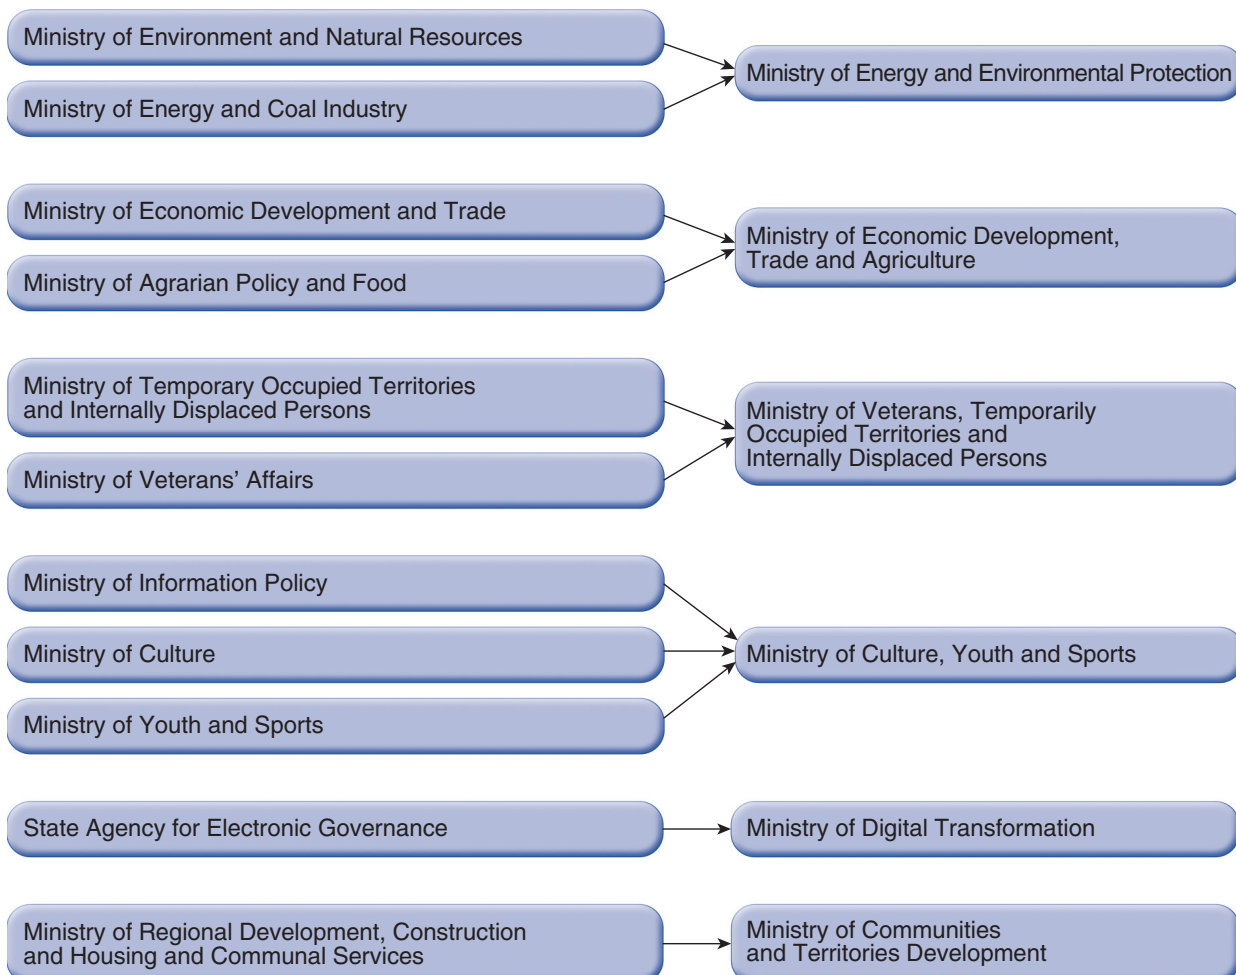 Ministry of Environment and Natural Resources
Ministry of Energy and Coal Industry
Ministry of Energy and Environmental Protection
Ministry of Economic Development and Trade
Ministry of Agrarian Policy and Food
Ministry of Economic Development,
Trade and Agriculture
Ministry of Temporary Occupied Territories
and Internally Displaced Persons
Ministry of Veterans’ Affairs
Ministry of Veterans, Temporarily
Occupied Territories and
Internally Displaced Persons
Ministry of Information Policy
Ministry of Culture
Ministry of Youth and Sports
Ministry of Culture, Youth and Sports
State Agency for Electronic Governance
Ministry of Digital Transformation
Ministry of Regional Development, Construction
and Housing and Communal Services
Ministry of Communities
and Territories Development